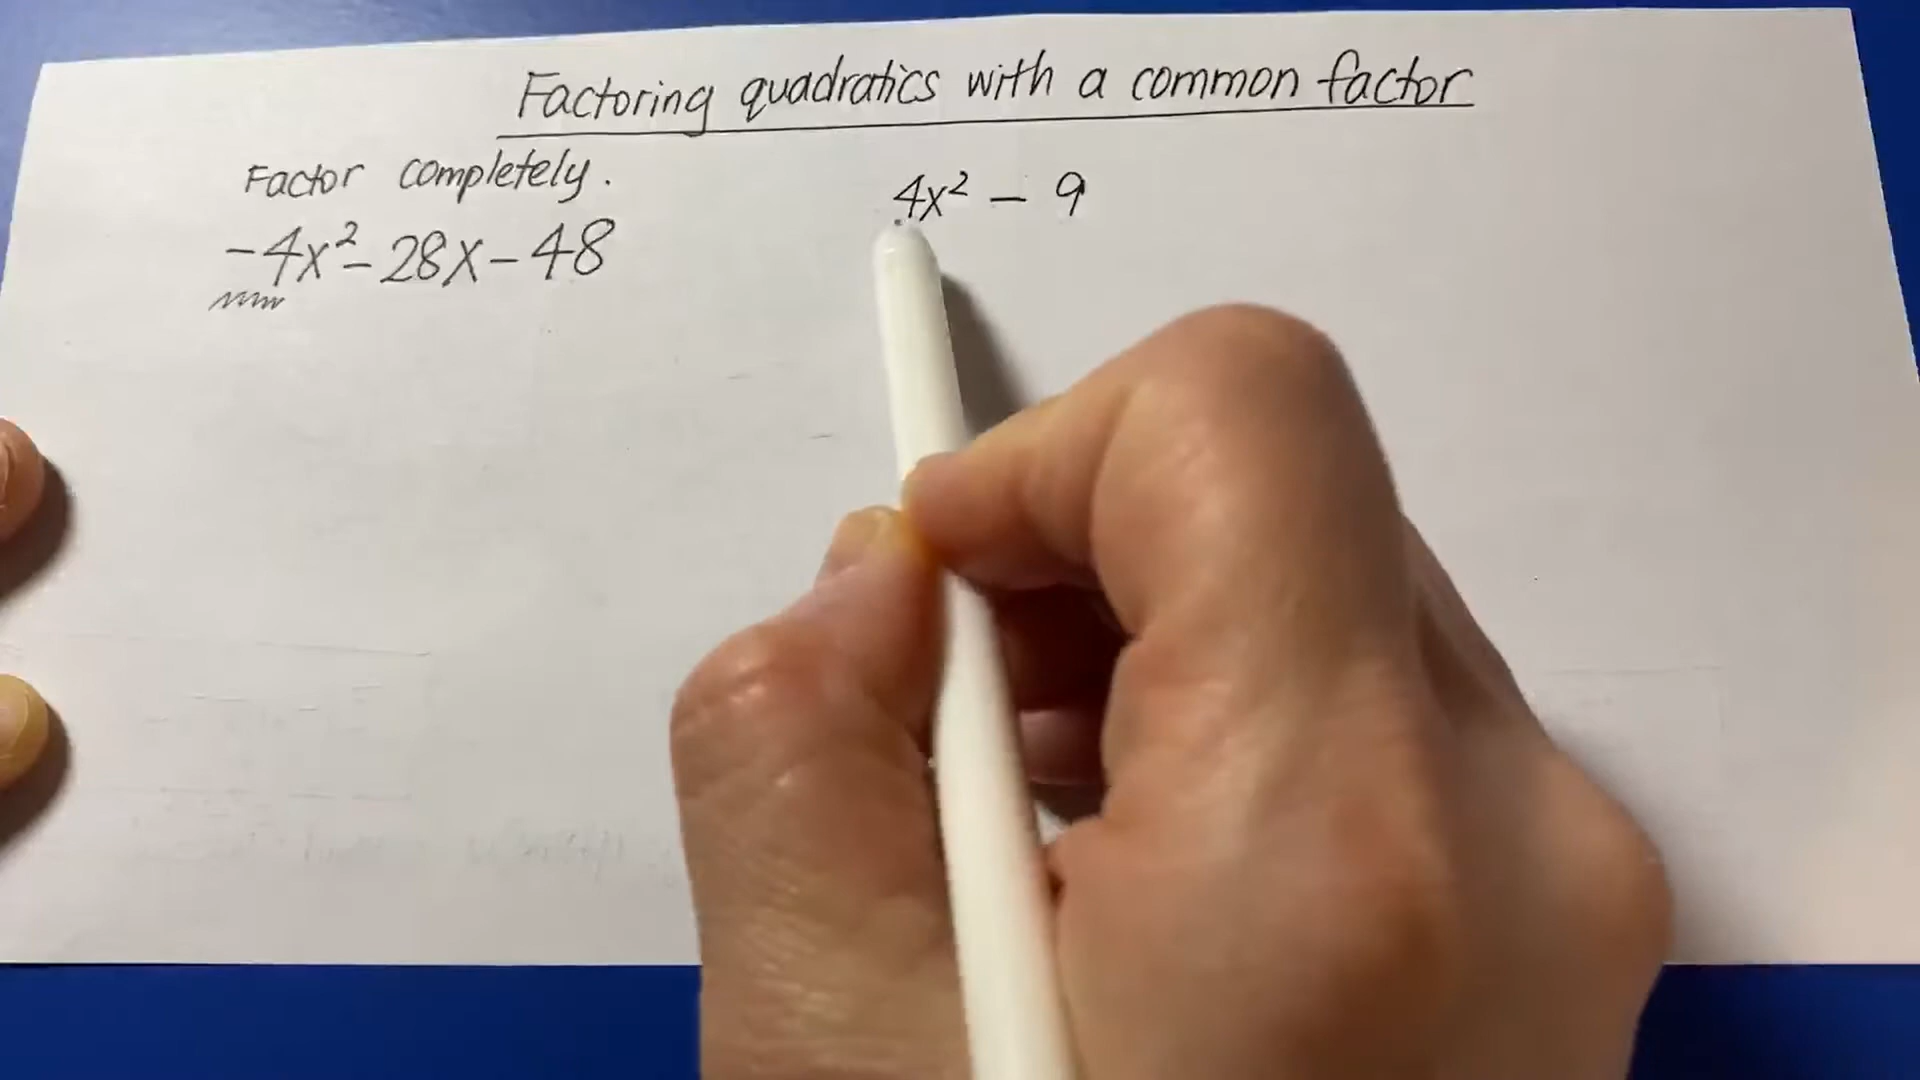 Factoring quadratics with a common factor
Factor completely.
-4x² - 28x - 48
4x² - 9